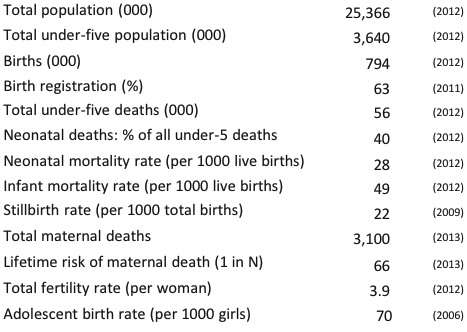 Total population (000) 25,366 (2012)
Total under-five population (000) 3,640 (2012)
Births (000) 794 (2012)
Birth registration (%) 63 (2011)
Total under-five deaths (000) 56 (2012)
Neonatal deaths: % of all under-5 deaths 40 (2012)
Neonatal mortality rate (per 1000 live births) 28 (2012)
Infant mortality rate (per 1000 live births) 49 (2012)
Stillbirth rate (per 1000 total births) 22 (2009)
Total maternal deaths 3,100 (2013)
Lifetime risk of maternal death (1 in N) 66 (2013)
Total fertility rate (per woman) 3.9 (2012)
Adolescent birth rate (per 1000 girls) 70 (2006)